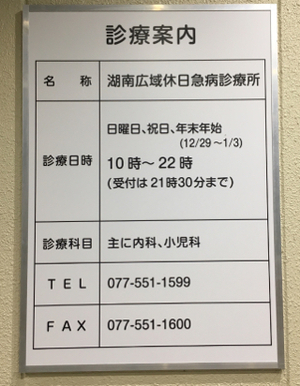 診療案内
名 称 湖南広域休日急病診療所
診療日時 日曜日、祝日、年末年始
(12/29～1/3)
10時～22時
(受付は21時30分まで)
診療科目 主に内科、小児科
TEL 077-551-1599
FAX 077-551-1600